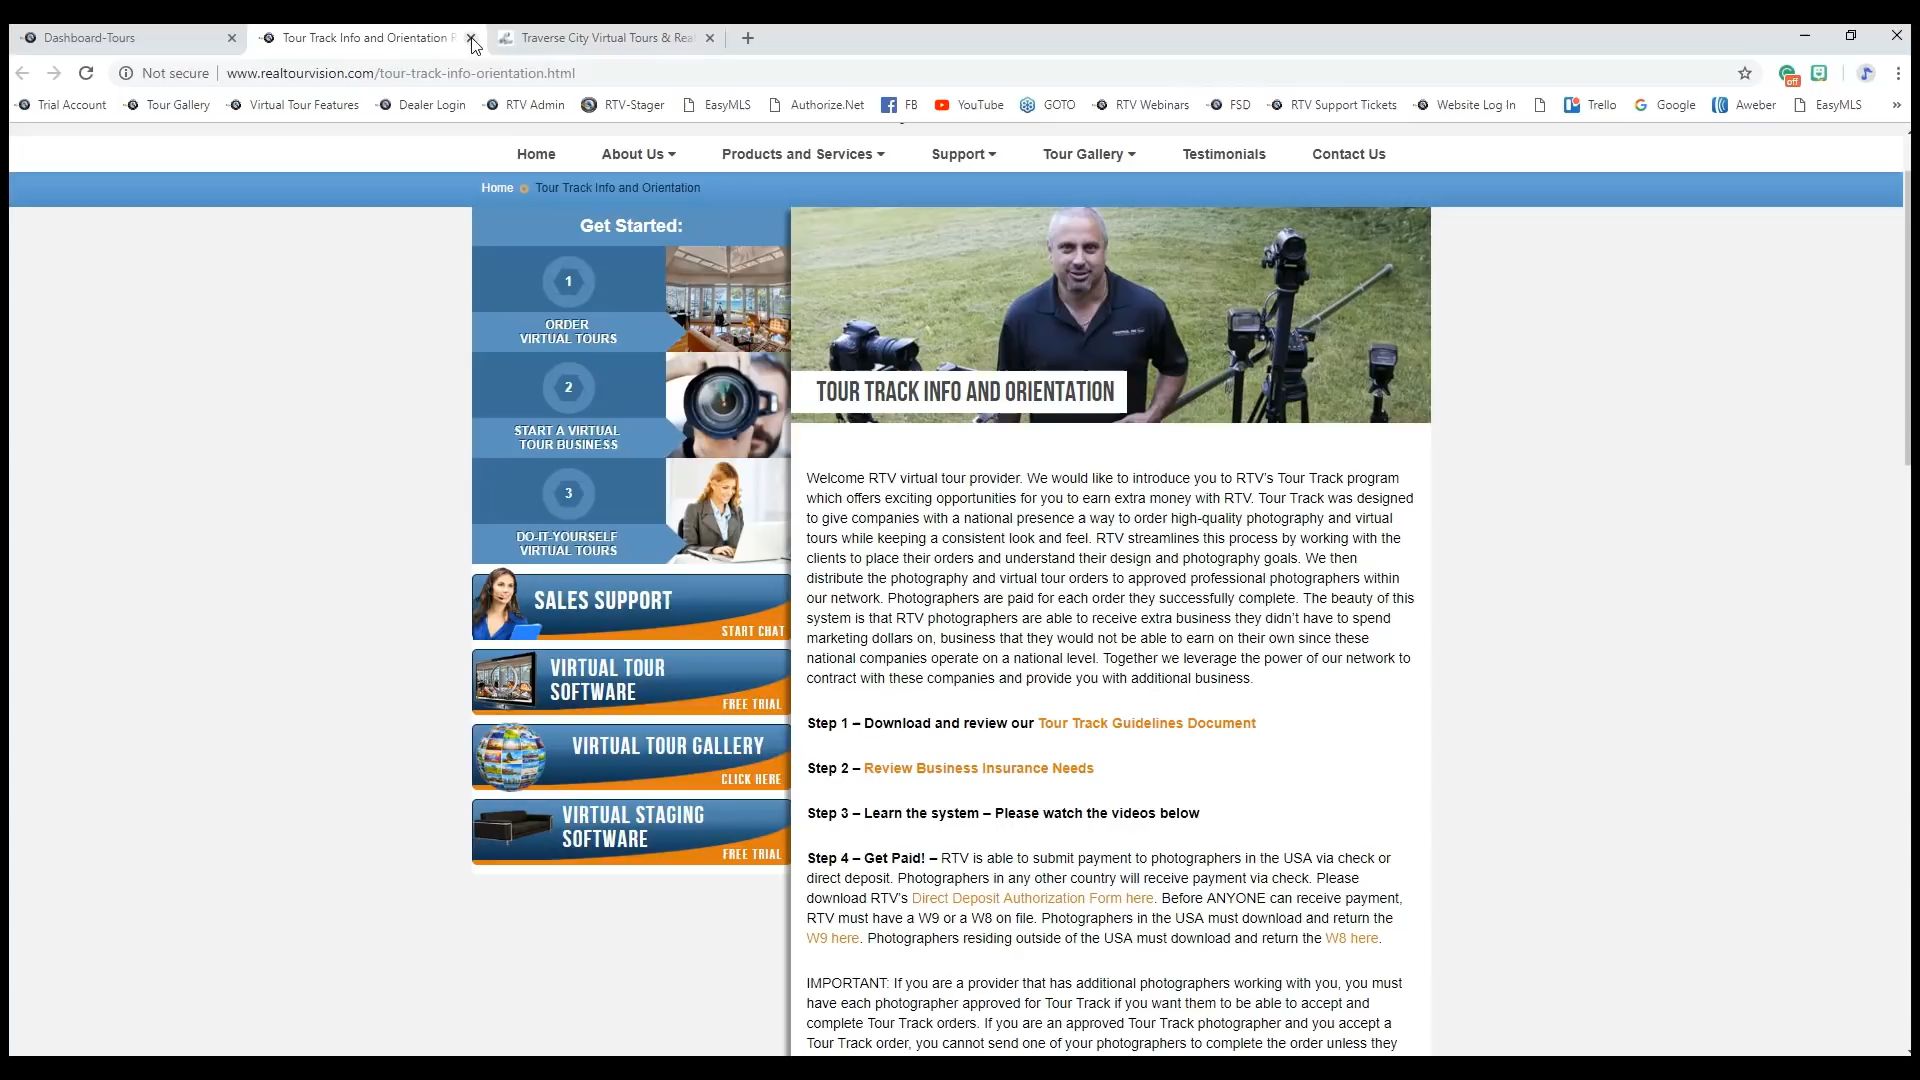 Dashboard-Tours
Tour Track Info and Orientation
Traverse City Virtual Tours & Rea
Not secure
www.realtourvision.com/tour-track-info-orientation.html
off
Trial Account
Tour Gallery
Virtual Tour Features
Dealer Login
RTV Admin
RTV-Stager
EasyMLS
Authorize.Net
FB
YouTube
GOTO
RTV Webinars
FSD
RTV Support Tickets
Website Log In
Trello
Google
Aweber
EasyMLS
»
Home
About Us
Products and Services
Support
Tour Gallery
Testimonials
Contact Us
Home
Tour Track Info and Orientation
Get Started:
1
ORDER
VIRTUAL TOURS
2
START A VIRTUAL
TOUR BUSINESS
3
DO-IT-YOURSELF
VIRTUAL TOURS
SALES SUPPORT
START CHAT
VIRTUAL TOUR
SOFTWARE
FREE TRIAL
VIRTUAL TOUR GALLERY
CLICK HERE
VIRTUAL STAGING
SOFTWARE
FREE TRIAL
TOUR TRACK INFO AND ORIENTATION
Welcome RTV virtual tour provider. We would like to introduce you to RTV's Tour Track program
which offers exciting opportunities for you to earn extra money with RTV. Tour Track was designed
to give companies with a national presence a way to order high-quality photography and virtual
tours while keeping a consistent look and feel. RTV streamlines this process by working with the
clients to place their orders and understand their design and photography goals. We then
distribute the photography and virtual tour orders to approved professional photographers within
our network. Photographers are paid for each order they successfully complete. The beauty of this
system is that RTV photographers are able to receive extra business they didn't have to spend
marketing dollars on, business that they would not be able to earn on their own since these
national companies operate on a national level. Together we leverage the power of our network to
contract with these companies and provide you with additional business.
Step 1 – Download and review our Tour Track Guidelines Document
Step 2 – Review Business Insurance Needs
Step 3 – Learn the system – Please watch the videos below
Step 4 – Get Paid! – RTV is able to submit payment to photographers in the USA via check or
direct deposit. Photographers in any other country will receive payment via check. Please
download RTV's Direct Deposit Authorization Form here. Before ANYONE can receive payment,
RTV must have a W9 or a W8 on file. Photographers in the USA must download and return the
W9 here. Photographers residing outside of the USA must download and return the W8 here.
IMPORTANT: If you are a provider that has additional photographers working with you, you must
have each photographer approved for Tour Track if you want them to be able to accept and
complete Tour Track orders. If you are an approved Tour Track photographer and you accept a
Tour Track order, you cannot send one of your photographers to complete the order unless they